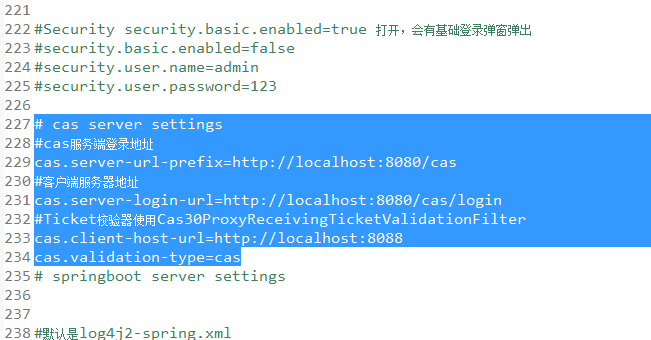 221
222 #Security security.basic.enabled=true 打开，会有基础登录弹窗弹出
223 #security.basic.enabled=false
224 #security.user.name=admin
225 #security.user.password=123
226
227 # cas server settings
228 #cas服务端登录地址
229 cas.server-url-prefix=http://localhost:8080/cas
230 #客户端服务器地址
231 cas.server-login-url=http://localhost:8080/cas/login
232 #Ticket校验器使用Cas30ProxyReceivingTicketValidationFilter
233 cas.client-host-url=http://localhost:8088
234 cas.validation-type=cas
235 # springboot server settings
236
237
238 #默认是log4j2-spring.xml